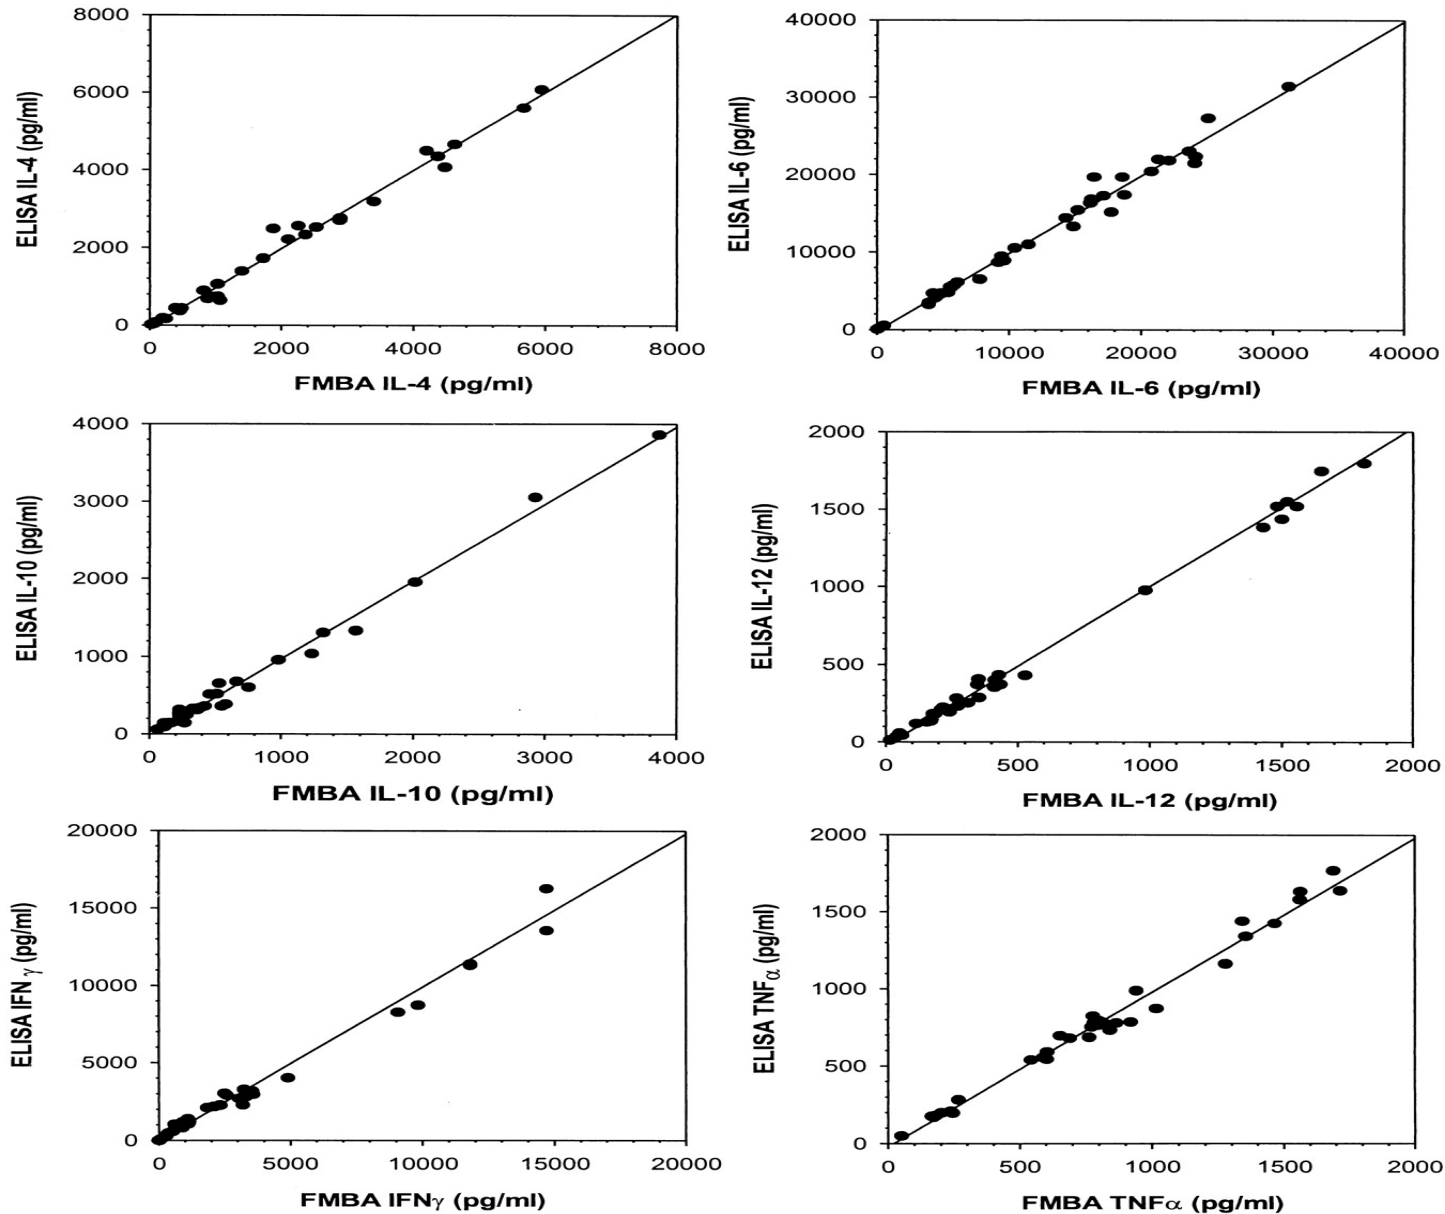 8000
6000
4000
2000
0
ELISA IL-4 (pg/ml)
0 2000 4000 6000 8000
FMBA IL-4 (pg/ml)
40000
30000
20000
10000
0
ELISA IL-6 (pg/ml)
0 10000 20000 30000 40000
FMBA IL-6 (pg/ml)
4000
3000
2000
1000
0
ELISA IL-10 (pg/ml)
0 1000 2000 3000 4000
FMBA IL-10 (pg/ml)
2000
1500
1000
500
0
ELISA IL-12 (pg/ml)
0 500 1000 1500 2000
FMBA IL-12 (pg/ml)
20000
15000
10000
5000
0
ELISA IFN γ (pg/ml)
0 5000 10000 15000 20000
FMBA IFNγ (pg/ml)
2000
1500
1000
500
0
ELISA TNFα (pg/ml)
0 500 1000 1500 2000
FMBA TNFα (pg/ml)